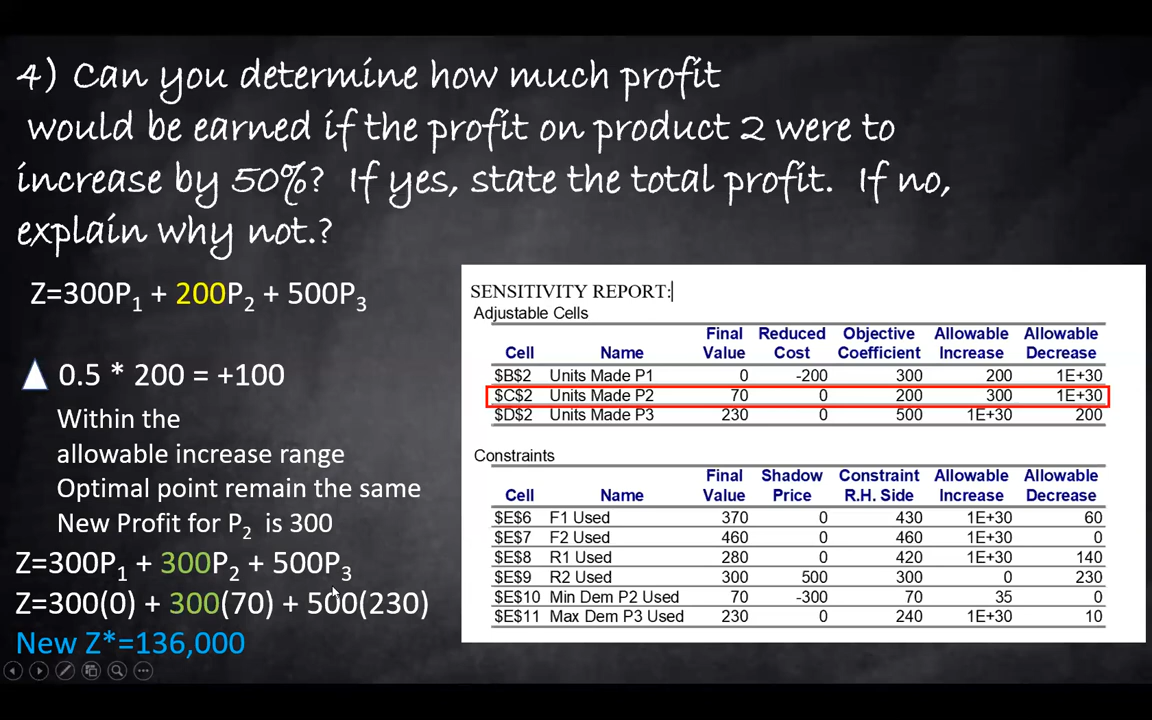 4) Can you determine how much profit
would be earned if the profit on product 2 were to
increase by 50%? If yes, state the total profit. If no,
explain why not.?
Z=300P1 + 200P2 + 500P3
0.5 * 200 = +100
Within the
allowable increase range
Optimal point remain the same
New Profit for P2 is 300
Z=300P1 + 300P2 + 500P3
Z=300(0) + 300(70) + 500(230)
New Z*=136,000
SENSITIVITY REPORT:
Adjustable Cells
Final Reduced Objective Allowable Allowable
Cell Name Value Cost Coefficient Increase Decrease
$B$2 Units Made P1 0 -200 300 200 1E+30
$C$2 Units Made P2 70 0 200 300 1E+30
$D$2 Units Made P3 230 0 500 1E+30 200
Constraints
Final Shadow Constraint Allowable Allowable
Cell Name Value Price R.H. Side Increase Decrease
$E$6 F1 Used 370 0 430 1E+30 60
$E$7 F2 Used 460 0 460 1E+30 0
$E$8 R1 Used 280 0 420 1E+30 140
$E$9 R2 Used 300 500 300 0 230
$E$10 Min Dem P2 Used 70 -300 70 35 0
$E$11 Max Dem P3 Used 230 0 240 1E+30 10